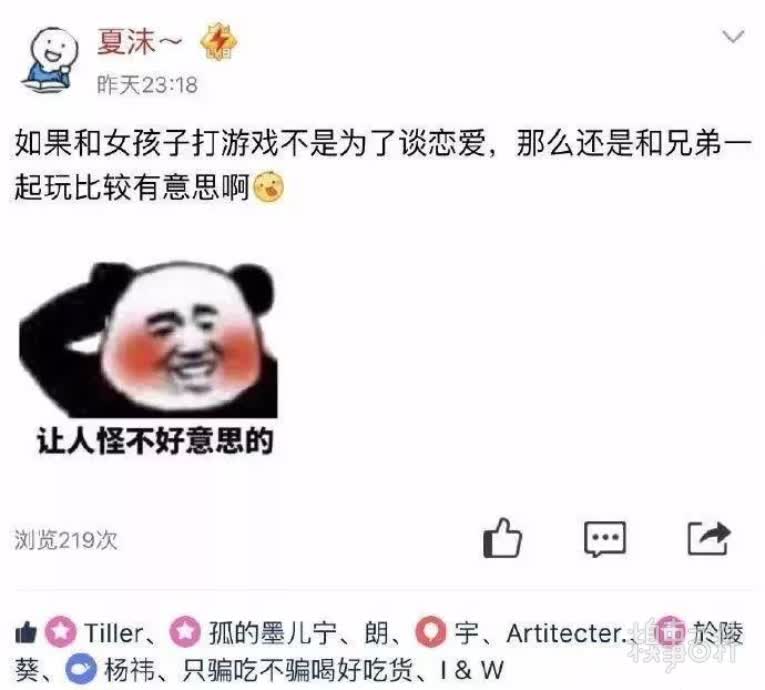 夏沫～
昨天23:18
如果和女孩子打游戏不是为了谈恋爱，那么还是和兄弟一
起玩比较有意思啊
让人怪不好意思的
浏览219次
Tiller、孤的墨儿宁、朗、宇、Artitecter.、於陵
葵、杨祎、只骗吃不骗喝好吃货、I & W
糗事百科